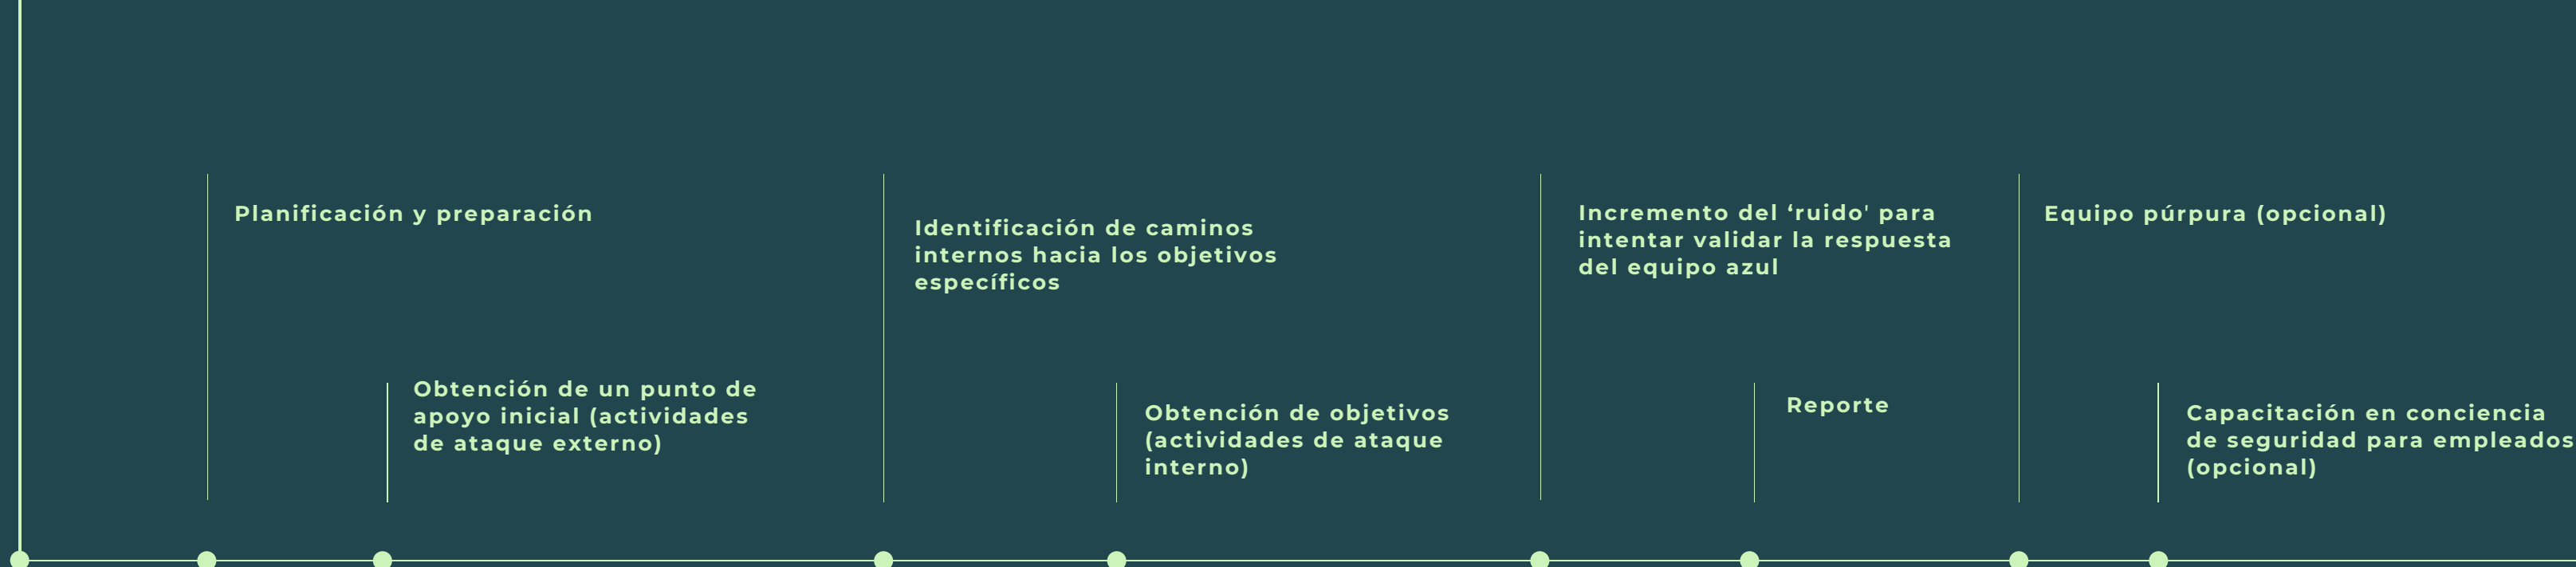 Planificación y preparación
Obtención de un punto de
apoyo inicial (actividades
de ataque externo)
Identificación de caminos
internos hacia los objetivos
específicos
Obtención de objetivos
(actividades de ataque
interno)
Incremento del ‘ruido' para
intentar validar la respuesta
del equipo azul
Reporte
Equipo púrpura (opcional)
Capacitación en conciencia
de seguridad para empleados
(opcional)